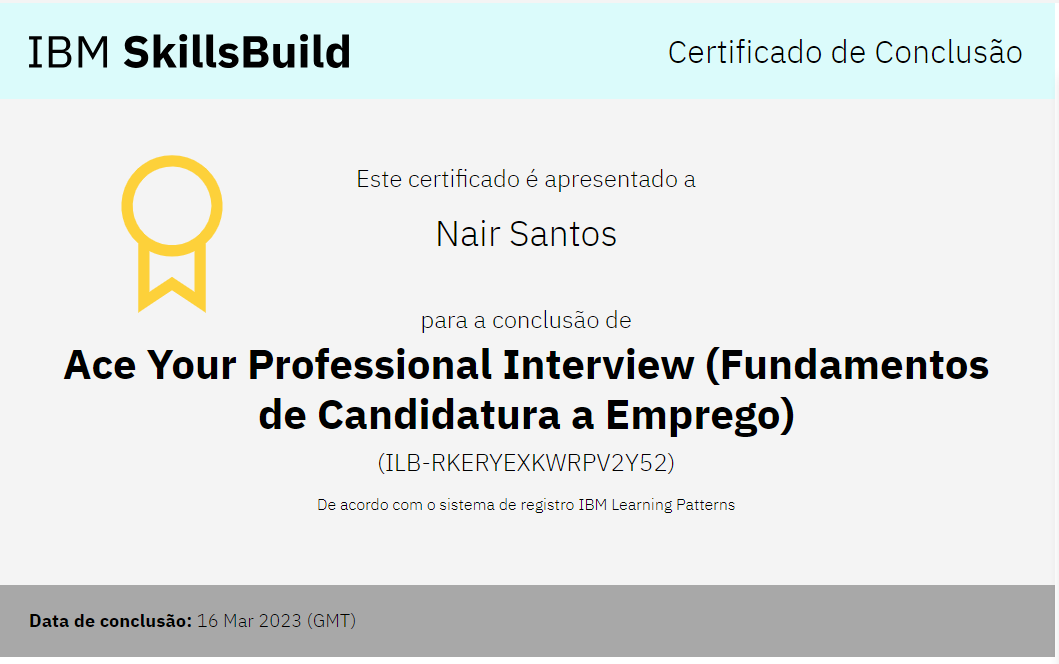 IBM SkillsBuild
Certificado de Conclusão
Este certificado é apresentado a
Nair Santos
para a conclusão de
Ace Your Professional Interview (Fundamentos
de Candidatura a Emprego)
(ILB-RKERYEXKWRPV2Y52)
De acordo com o sistema de registro IBM Learning Patterns
Data de conclusão: 16 Mar 2023 (GMT)